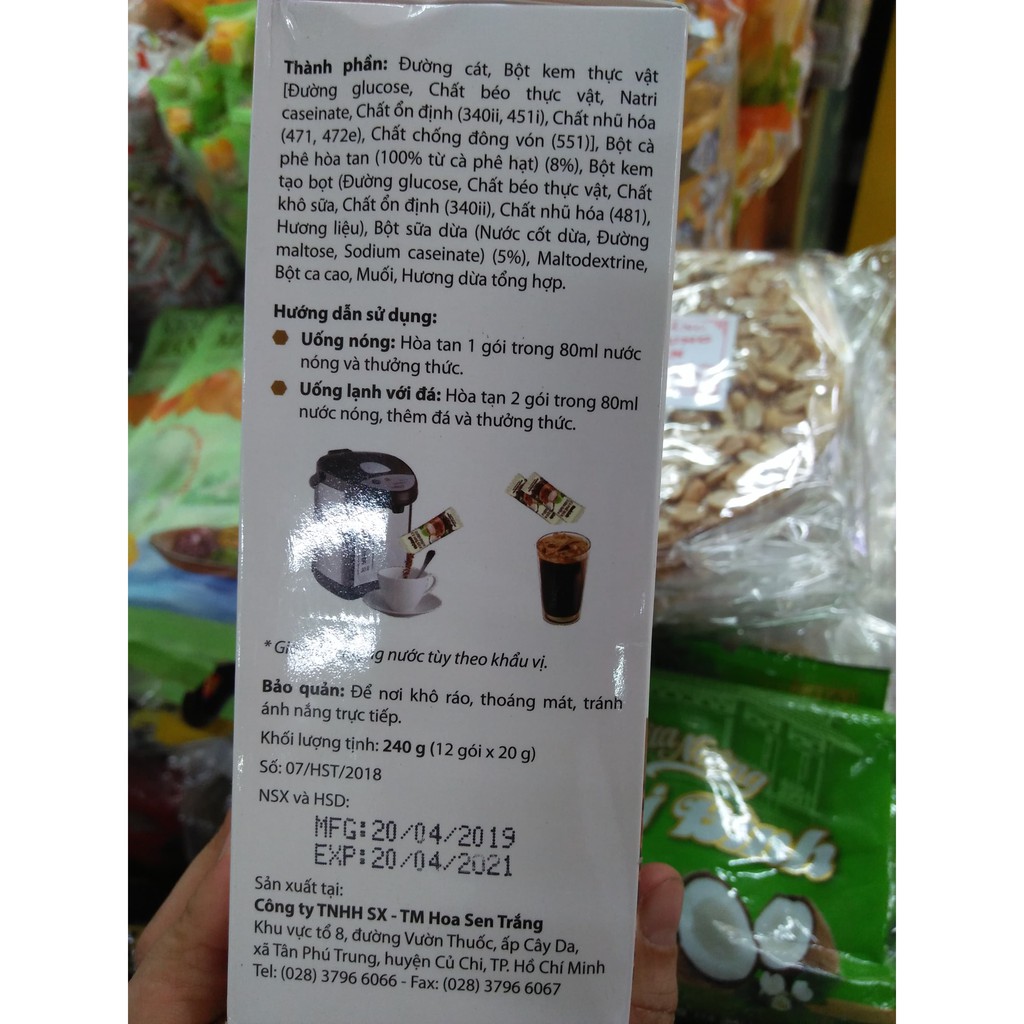 Thành phần: Đường cát, Bột kem thực vật
[Đường glucose, Chất béo thực vật, Natri
caseinate, Chất ổn định (340ii, 451i), Chất nhũ hóa
(471, 472e), Chất chống đông vón (551)], Bột cà
phê hòa tan (100% từ cà phê hạt) (8%), Bột kem
tạo bọt (Đường glucose, Chất béo thực vật, Chất
khô sữa, Chất ổn định (340ii), Chất nhũ hóa (481),
Hương liệu), Bột sữa dừa (Nước cốt dừa, Đường
maltose, Sodium caseinate) (5%), Maltodextrine,
Bột ca cao, Muối, Hương dừa tổng hợp.
Hướng dẫn sử dụng:
Uống nóng: Hòa tan 1 gói trong 80ml nước
nóng và thưởng thức.
Uống lạnh với đá: Hòa tạn 2 gói trong 80ml
nước nóng, thêm đá và thưởng thức.
* nước tùy theo khẩu vị.
Bảo quản: Để nơi khô ráo, thoáng mát, tránh
ánh nắng trực tiếp.
Khối lượng tịnh: 240 g (12 gói x 20 g)
Số: 07/HST/2018
NSX và HSD:
MFG:20/04/2019
EXP:20/04/2021
Sản xuất tại:
Công ty TNHH SX - TM Hoa Sen Trắng
Khu vực tổ 8, đường Vườn Thuốc, ấp Cây Da,
xã Tân Phú Trung, huyện Củ Chi, TP. Hồ Chí Minh
Tel: (028) 3796 6066 - Fax: (028) 3796 6067